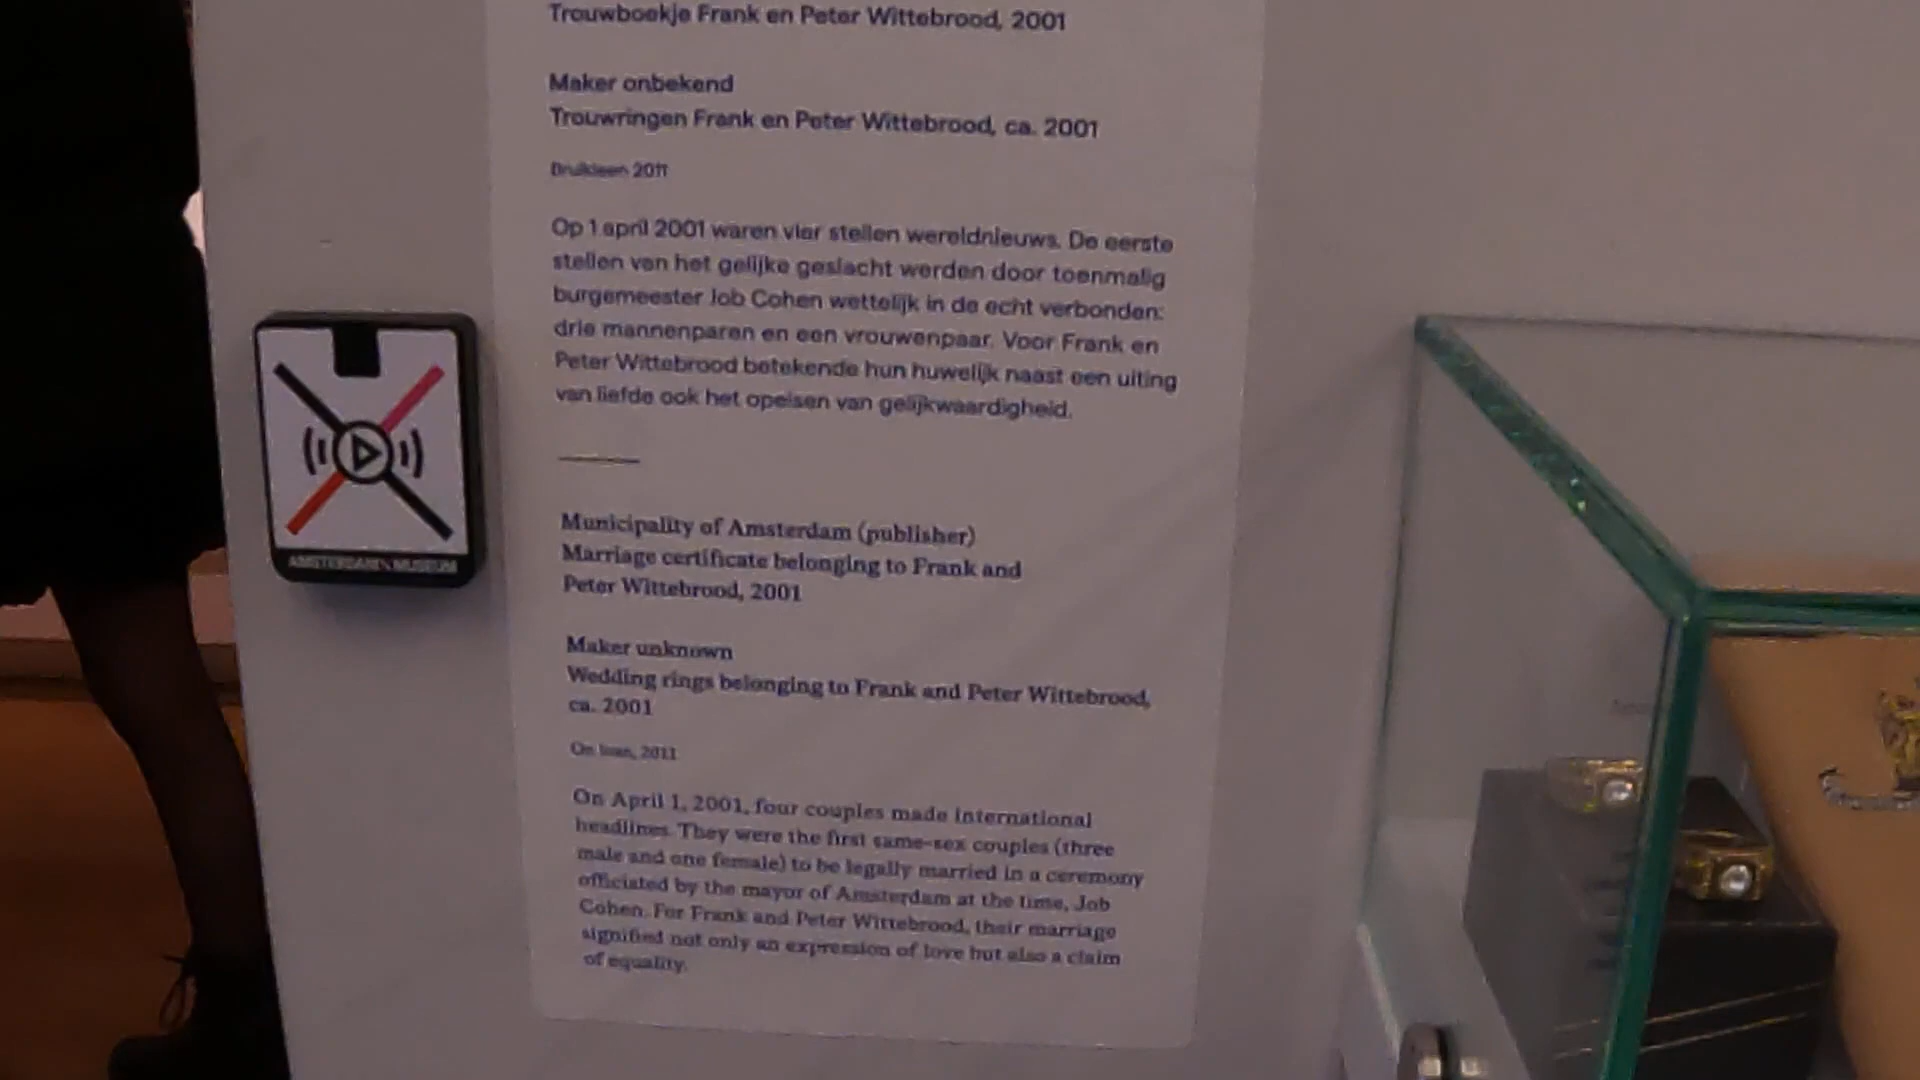 Trouwboekje Frank en Peter Wittebrood, 2001
Maker onbekend
Trouwringen Frank en Peter Wittebrood, ca. 2001
Bruikleen 2011
Op 1 april 2001 waren vier stellen wereldnieuws. De eerste
stellen van het gelijke geslacht werden door toenmalig
burgemeester Job Cohen wettelijk in de echt verbonden:
drie mannenparen en een vrouwenpaar. Voor Frank en
Peter Wittebrood betekende hun huwelijk naast een uiting
van liefde ook het opeisen van gelijkwaardigheid.
Municipality of Amsterdam (publisher)
Marriage certificate belonging to Frank and
Peter Wittebrood, 2001
Maker unknown
Wedding rings belonging to Frank and Peter Wittebrood,
ca. 2001
On loan, 2011
On April 1, 2001, four couples made international
headlines. They were the first same-sex couples (three
male and one female) to be legally married in a ceremony
officiated by the mayor of Amsterdam at the time, Job
Cohen. For Frank and Peter Wittebrood, their marriage
signified not only an expression of love but also a claim
of equality.
AMSTERDAM MUSEUM